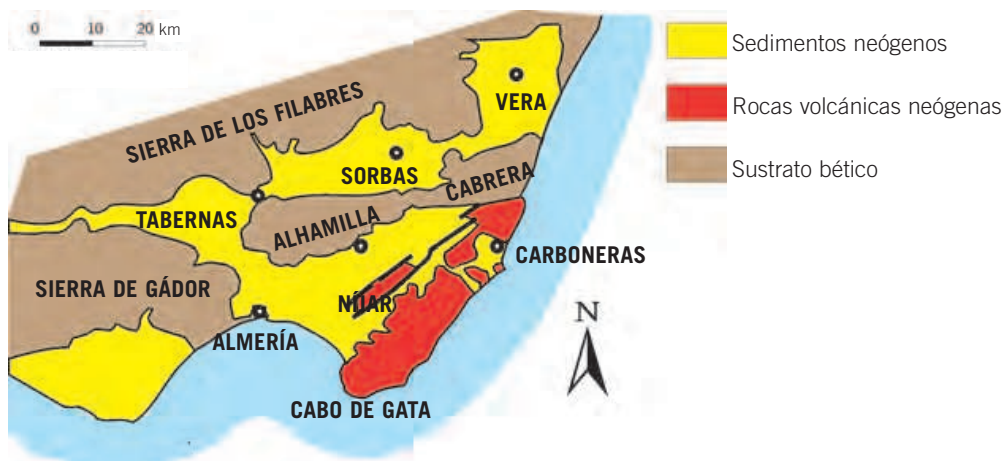 0 10 20 km
SIERRA DE LOS FILABRES
VERA
SORBAS
CABRERA
TABERNAS
ALHAMILLA
CARBONERAS
SIERRA DE GÁDOR
NÍJAR
ALMERÍA
CABO DE GATA
N
Sedimentos neógenos
Rocas volcánicas neógenas
Sustrato bético